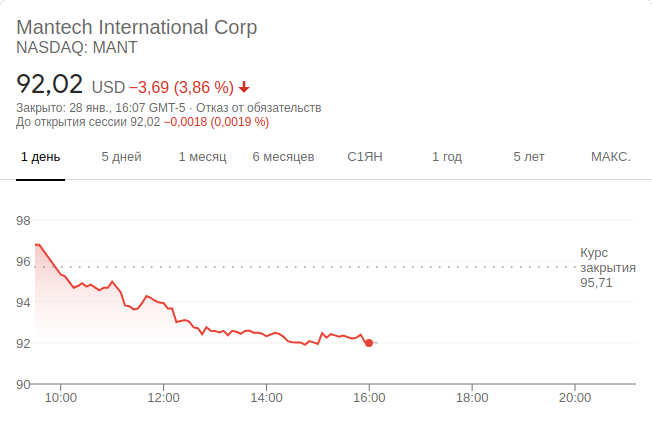 Mantech International Corp
NASDAQ: MANT
92,02 USD −3,69 (3,86 %)
Закрыто: 28 янв., 16:07 GMT-5 · Отказ от обязательств
До открытия сессии 92,02 −0,0018 (0,0019 %)
1 день 5 дней 1 месяц 6 месяцев С1ЯН 1 год 5 лет МАКС.
98
96
94
92
90
Курс
закрытия
95,71
10:00 12:00 14:00 16:00 18:00 20:00